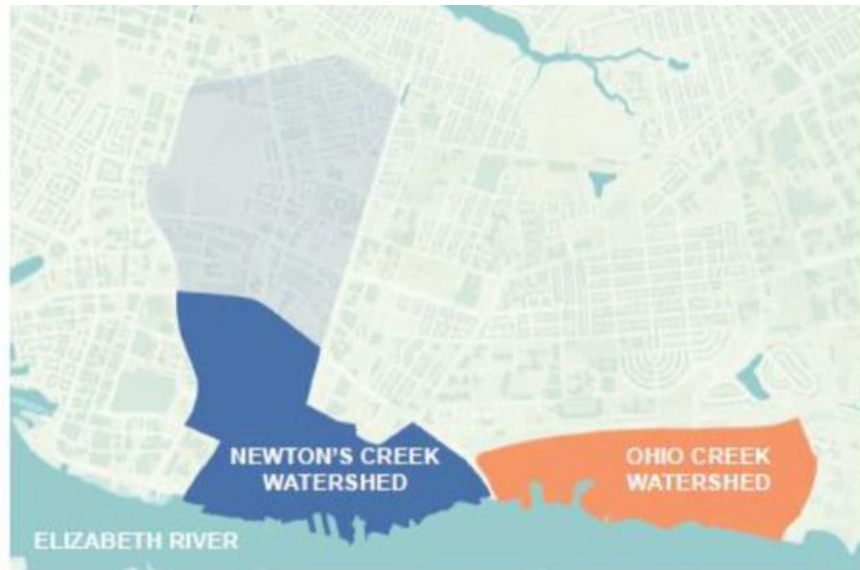 NEWTON'S CREEK
WATERSHED
OHIO CREEK
WATERSHED
ELIZABETH RIVER